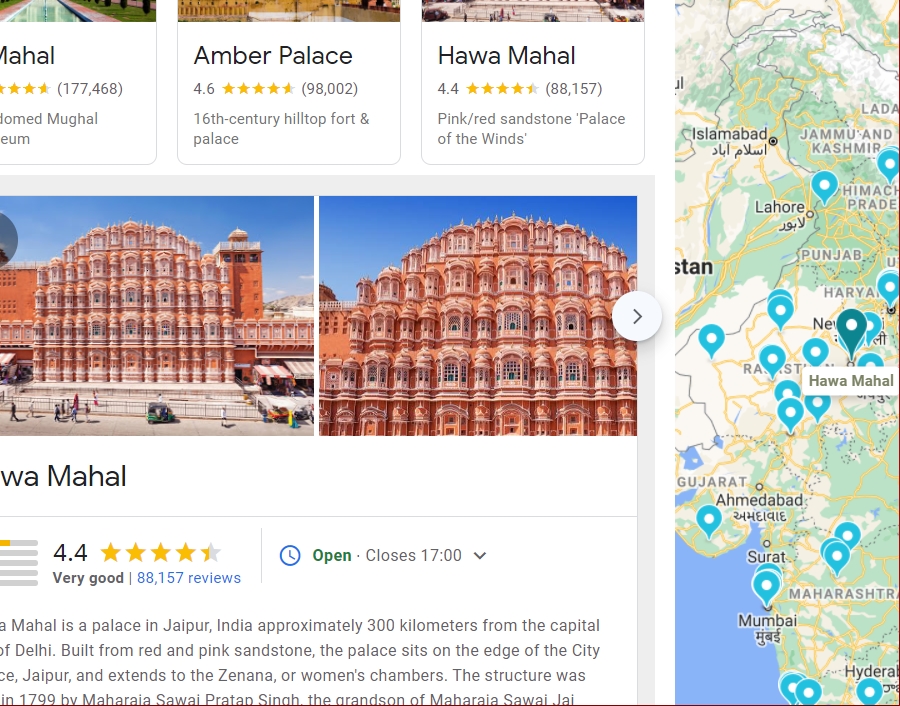 Mahal
(177,468)
domed Mughal
eum
Amber Palace
4.6 (98,002)
16th-century hilltop fort &
palace
Hawa Mahal
4.4 (88,157)
Pink/red sandstone 'Palace
of the Winds'
wa Mahal
4.4
Very good | 88,157 reviews
Open · Closes 17:00
a Mahal is a palace in Jaipur, India approximately 300 kilometers from the capital
of Delhi. Built from red and pink sandstone, the palace sits on the edge of the City
ce, Jaipur, and extends to the Zenana, or women's chambers. The structure was
in 1799 by Maharaja Sawai Pratap Singh, the grandson of Maharaja Sawai Jai
ul
LADA
Islamabad
اسلام آباد
JAMMU AND
KASHMIR
HIMACH
PRADE
Lahore
لاہور
PUNJAB
stan
U
HARYA
New
Hawa Mahal
GUJARAT
Ahmedabad
અમદાવાદ
Surat
MAHARASHTRA
Mumbai
मुंबई
Hyderab